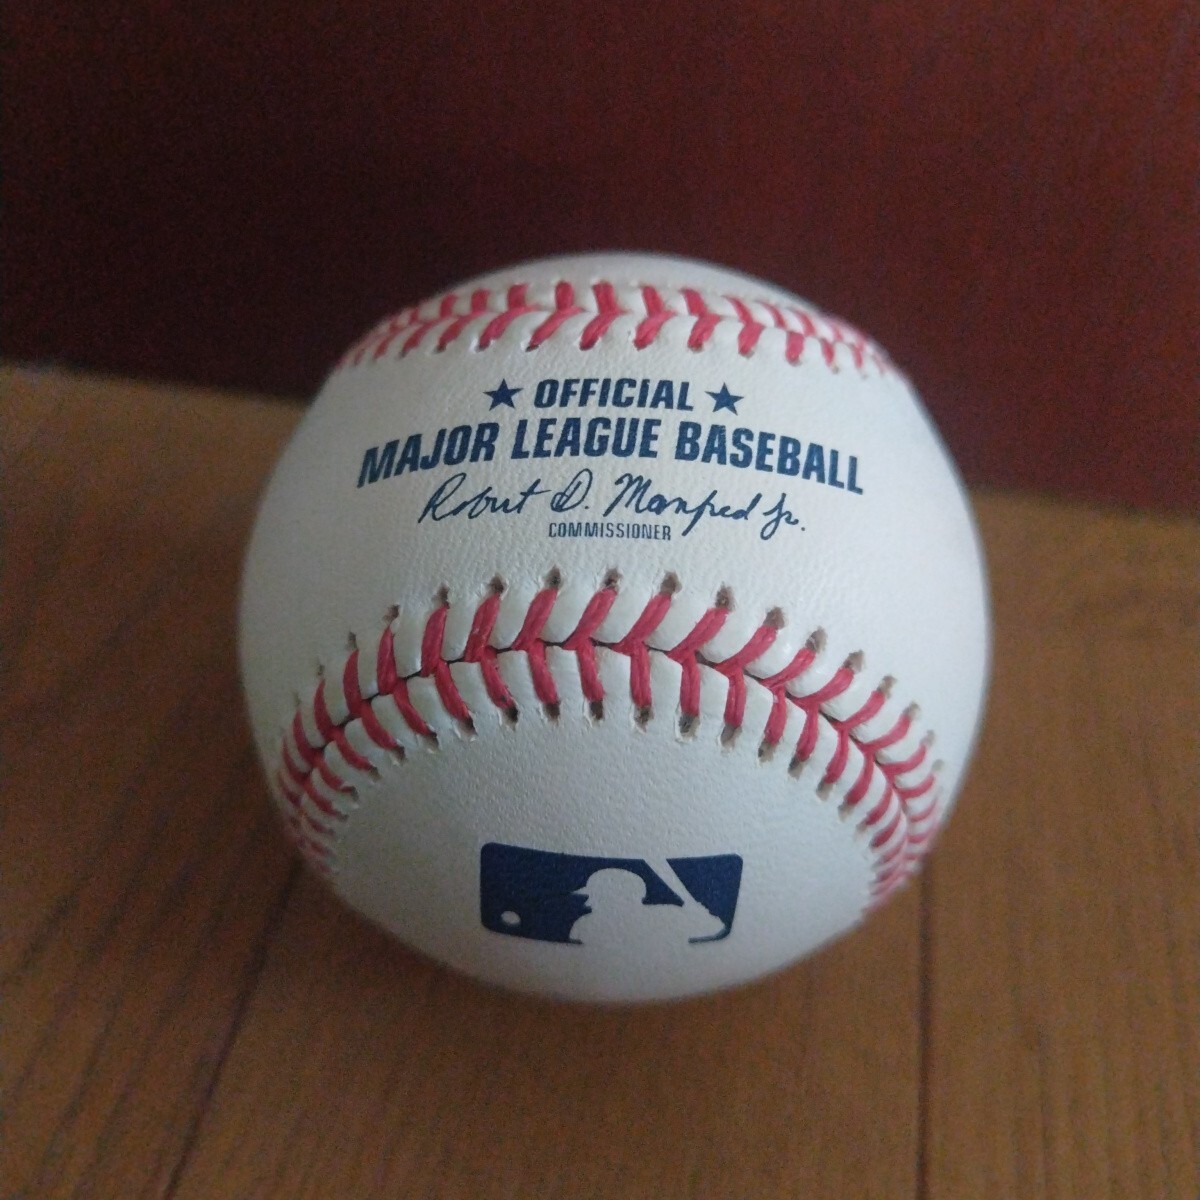 ★ OFFICIAL ★
MAJOR LEAGUE BASEBALL
Robert D. Manfred Jr.
COMMISSIONER